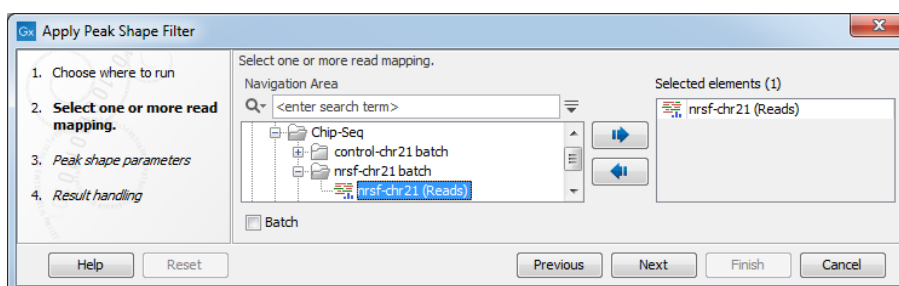 Gx Apply Peak Shape Filter
1. Choose where to run
2. Select one or more read
mapping.
3. Peak shape parameters
4. Result handling
Select one or more read mapping.
Navigation Area
<enter search term>
Chip-Seq
control-chr21 batch
nrsf-chr21 batch
nrsf-chr21 (Reads)
Batch
Selected elements (1)
nrsf-chr21 (Reads)
Help
Reset
Previous
Next
Finish
Cancel